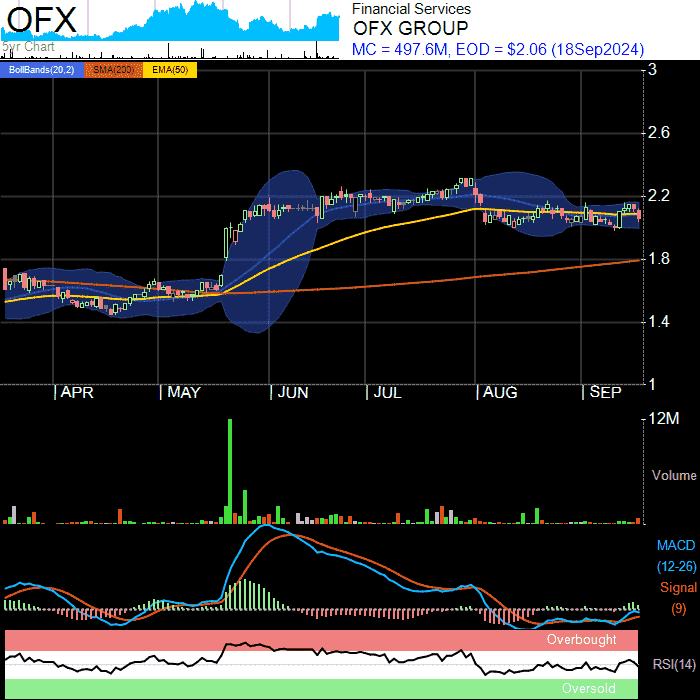 OFX
5yr Chart
Financial Services
OFX GROUP
MC = 497.6M, EOD = $2.06 (18Sep2024)
BollBands(20,2) SMA(200) EMA(50)
3
2.6
2.2
1.8
1.4
1
APR MAY JUN JUL AUG SEP
12M
Volume
MACD
(12-26)
Signal
(9)
Overbought
RSI(14)
Oversold